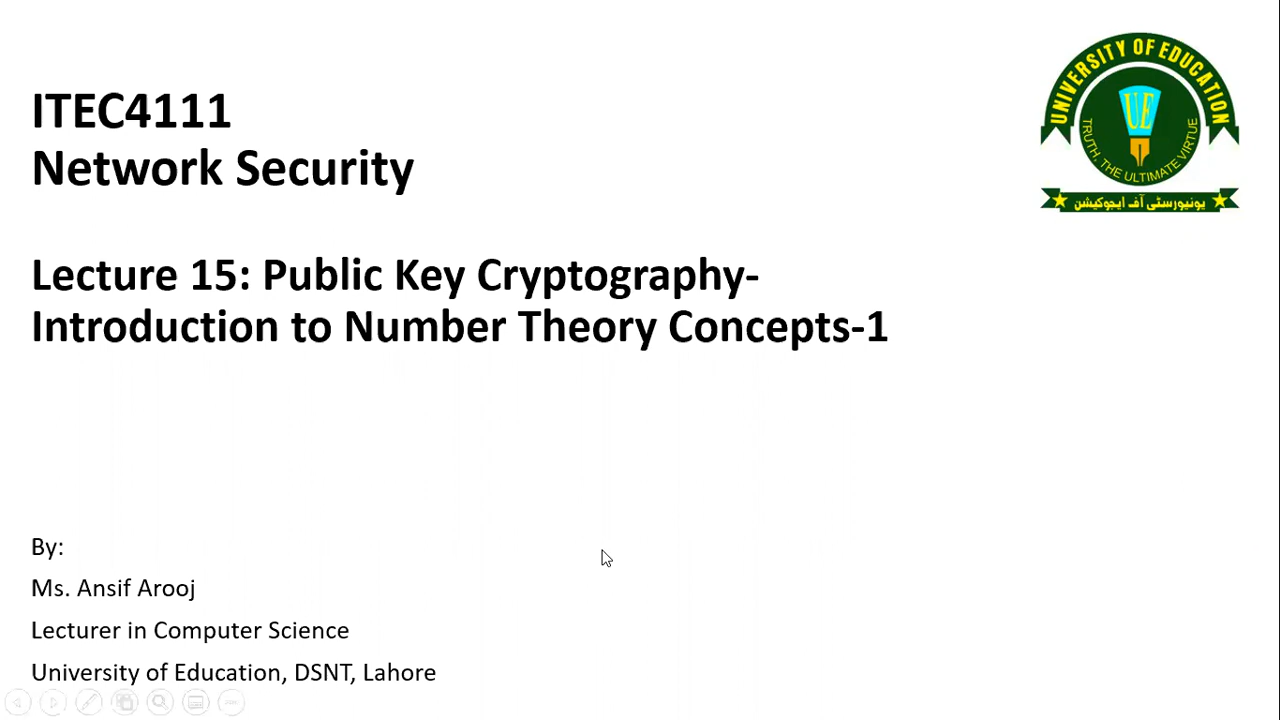 ITEC4111
Network Security
UNIVERSITY OF EDUCATION
UE
TRUTH, THE ULTIMATE VIRTUE
یونیورسٹی آف ایجوکیشن
Lecture 15: Public Key Cryptography-
Introduction to Number Theory Concepts-1
By:
Ms. Ansif Arooj
Lecturer in Computer Science
University of Education, DSNT, Lahore